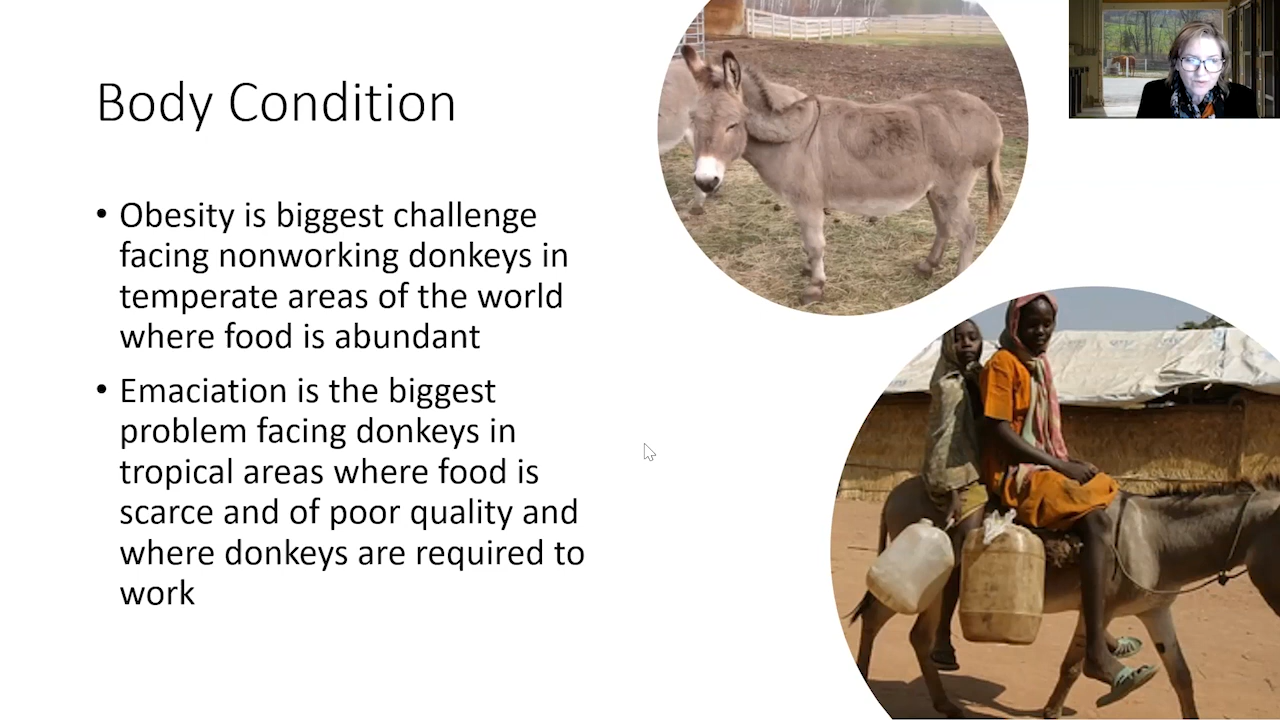 Body Condition
• Obesity is biggest challenge
facing nonworking donkeys in
temperate areas of the world
where food is abundant
• Emaciation is the biggest
problem facing donkeys in
tropical areas where food is
scarce and of poor quality and
where donkeys are required to
work